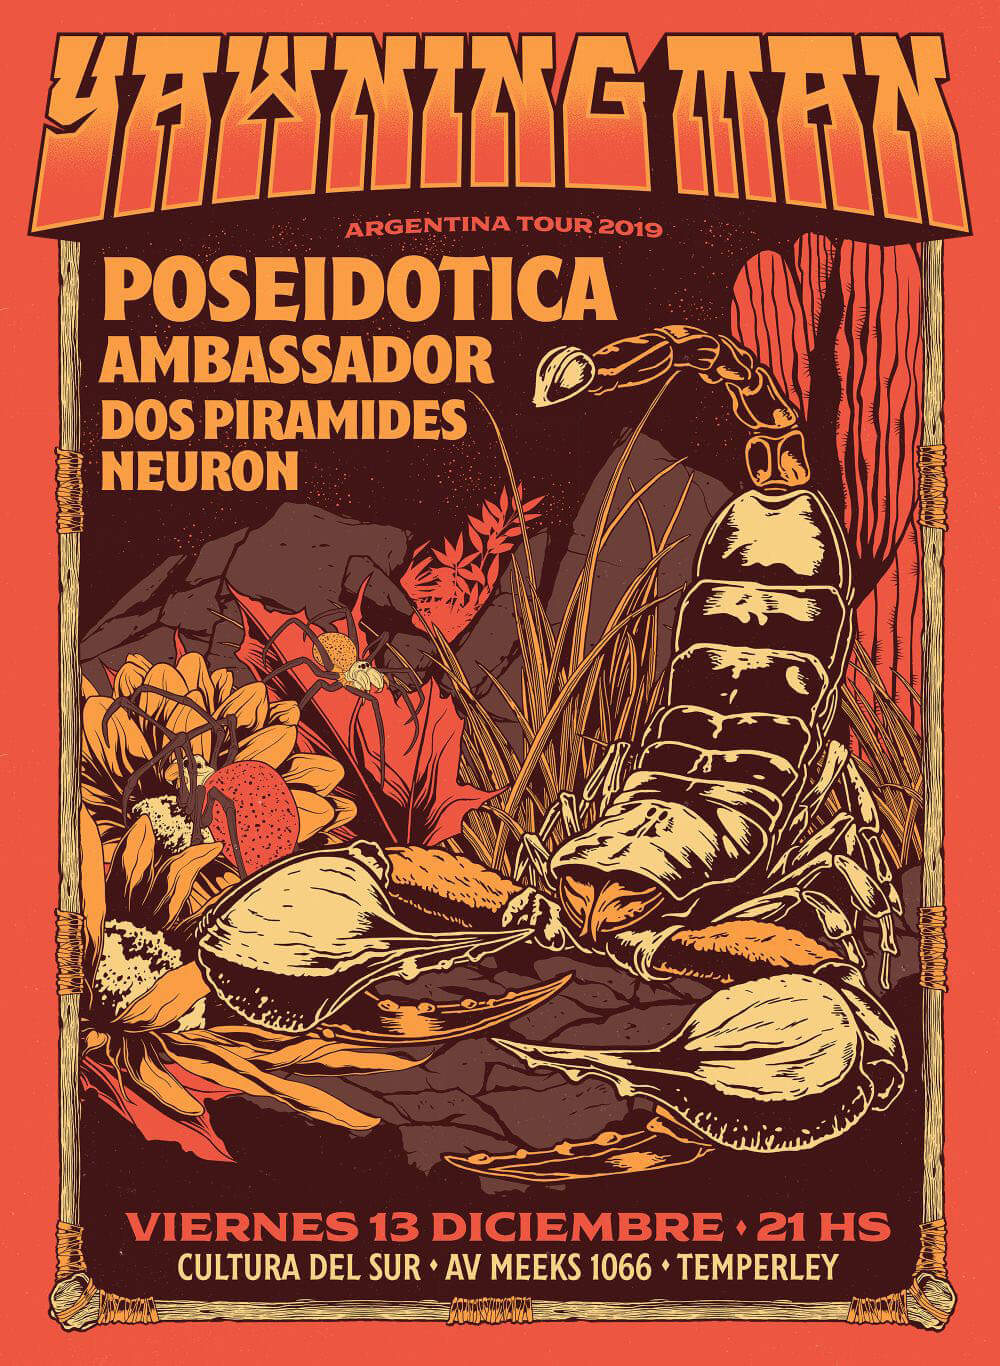 YAWNING MAN
ARGENTINA TOUR 2019
POSEIDOTICA
AMBASSADOR
DOS PIRAMIDES
NEURON
VIERNES 13 DICIEMBRE ⬧ 21 HS
CULTURA DEL SUR ⬧ AV MEEKS 1066 ⬧ TEMPERLEY